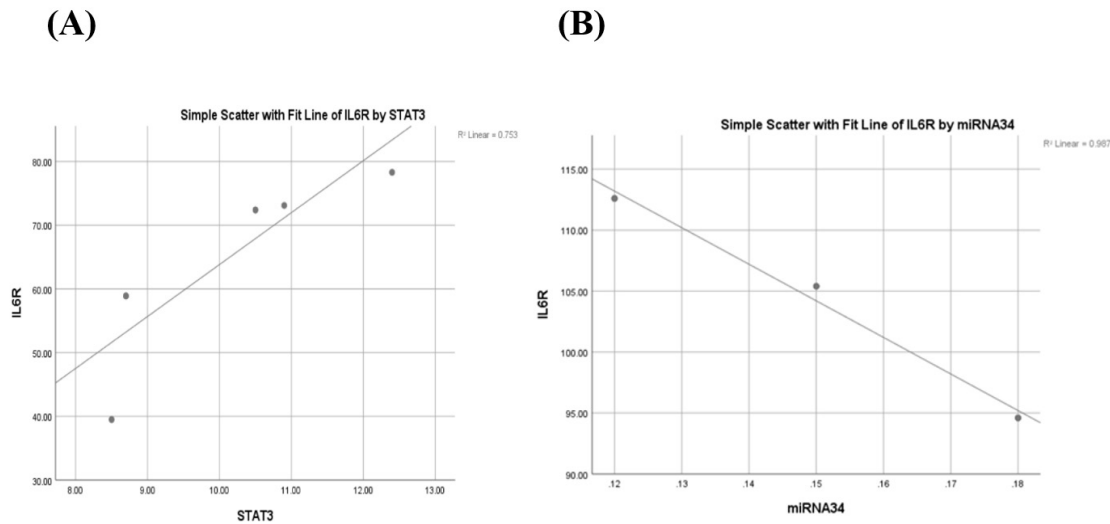 (A)
(B)
Simple Scatter with Fit Line of IL6R by STAT3
R² Linear = 0.753
80.00
70.00
60.00
50.00
40.00
30.00
IL6R
8.00 9.00 10.00 11.00 12.00 13.00
STAT3
Simple Scatter with Fit Line of IL6R by miRNA34
R² Linear = 0.987
115.00
110.00
105.00
100.00
95.00
90.00
IL6R
.12 .13 .14 .15 .16 .17 .18
miRNA34